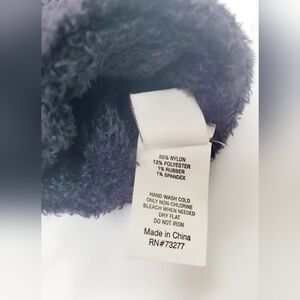 86% NYLON
12% POLYESTER
1% RUBBER
1% SPANDEX
HAND WASH COLD
ONLY NON-CHLORINE
BLEACH WHEN NEEDED
DRY FLAT
DO NOT IRON
Made in China
RN#73277